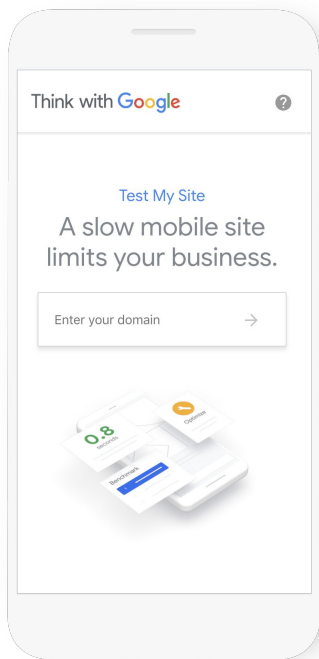 Think with Google
?
Test My Site
A slow mobile site
limits your business.
Enter your domain
0.8
seconds
Optimize
Benchmark